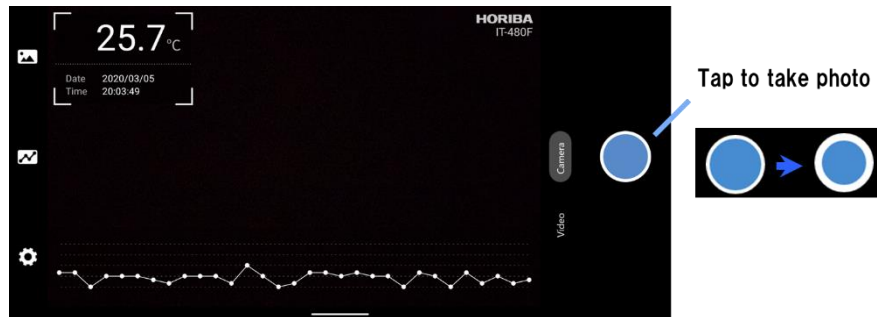 25.7℃
Date 2020/03/05
Time 20:03:49
HORIBA
IT-480F
Camera
Video
Tap to take photo